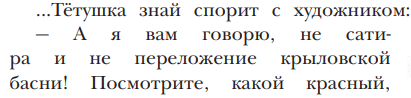 ...Тётушка знай спорит с художником:
— А я вам говорю, не сати-
ра и не переложение крыловской
басни! Посмотрите, какой красный,